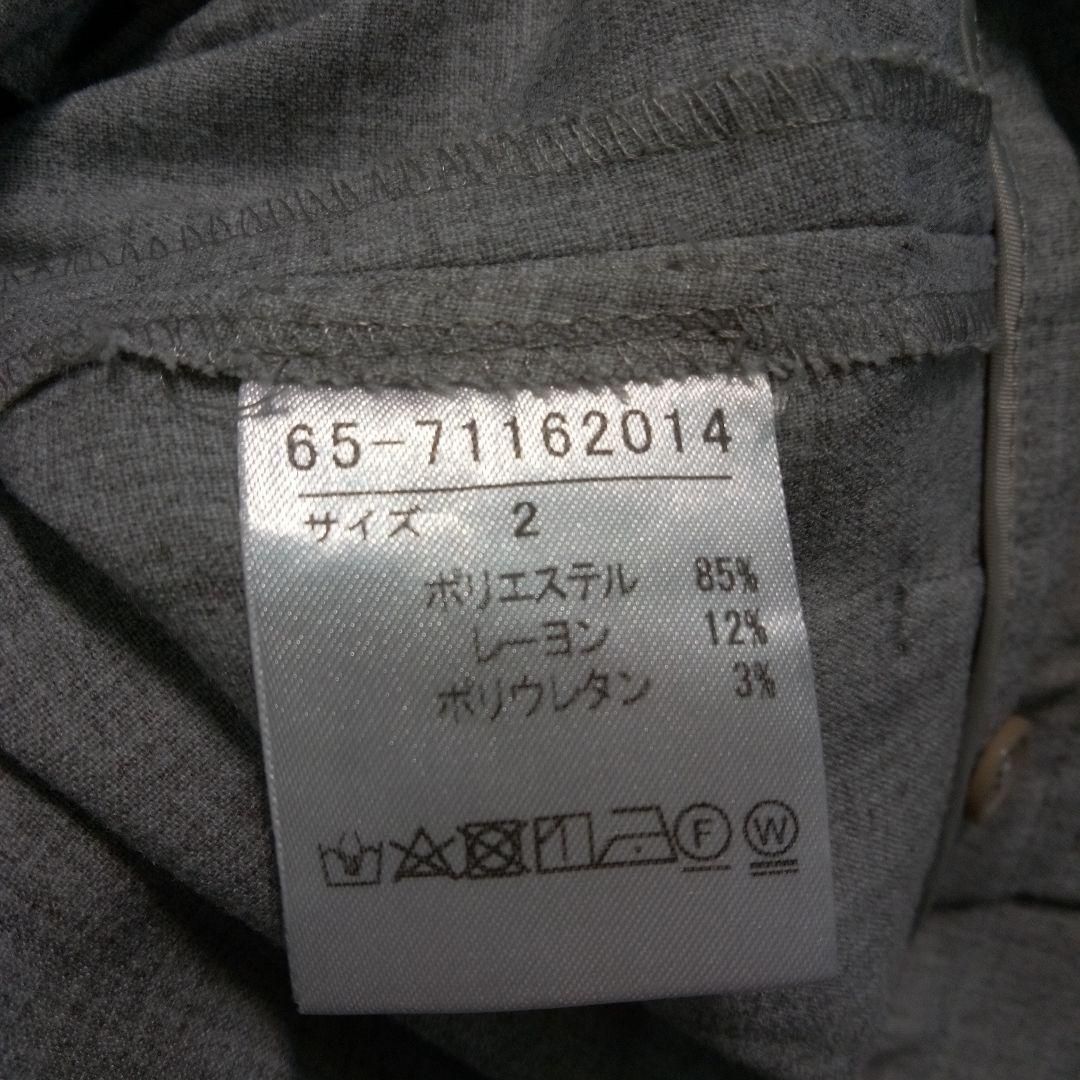 65-71162014
サイズ 2
ポリエステル 85%
レーヨン 12%
ポリウレタン 3%
F W